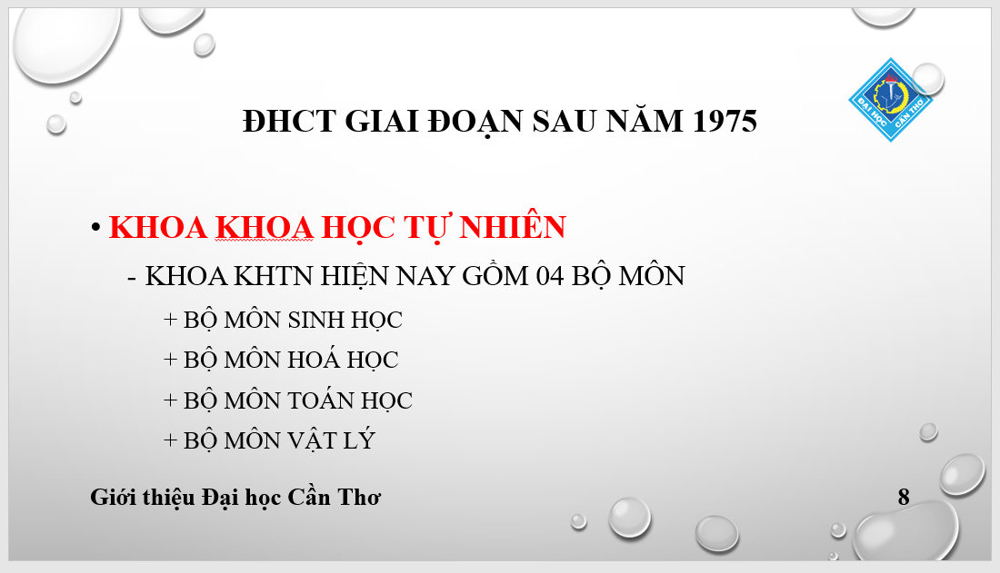 ĐHCT GIAI ĐOẠN SAU NĂM 1975
ĐẠI HỌC CẦN THƠ
• KHOA KHOA HỌC TỰ NHIÊN
- KHOA KHTN HIỆN NAY GỒM 04 BỘ MÔN
+ BỘ MÔN SINH HỌC
+ BỘ MÔN HOÁ HỌC
+ BỘ MÔN TOÁN HỌC
+ BỘ MÔN VẬT LÝ
Giới thiệu Đại học Cần Thơ
8